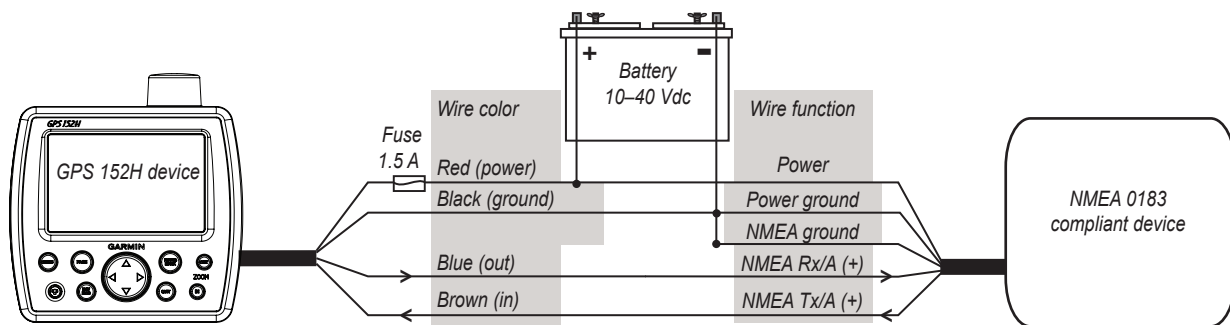 GPS 152H
GPS 152H device
GARMIN
ZOOM
IN
Fuse
1.5 A
Wire color
Red (power)
Black (ground)
Blue (out)
Brown (in)
+
-
Battery
10–40 Vdc
Wire function
Power
Power ground
NMEA ground
NMEA Rx/A (+)
NMEA Tx/A (+)
NMEA 0183
compliant device